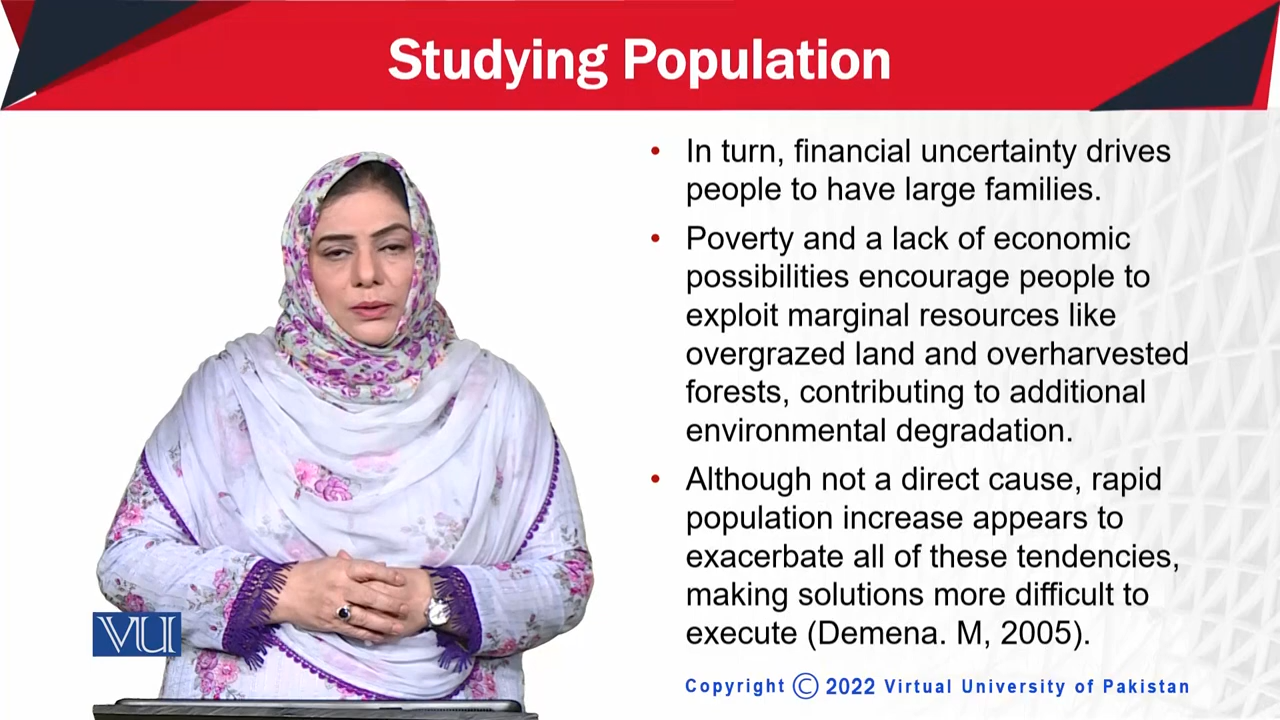 Studying Population
• In turn, financial uncertainty drives
people to have large families.
• Poverty and a lack of economic
possibilities encourage people to
exploit marginal resources like
overgrazed land and overharvested
forests, contributing to additional
environmental degradation.
• Although not a direct cause, rapid
population increase appears to
exacerbate all of these tendencies,
making solutions more difficult to
execute (Demena. M, 2005).
VU
Copyright © 2022 Virtual University of Pakistan